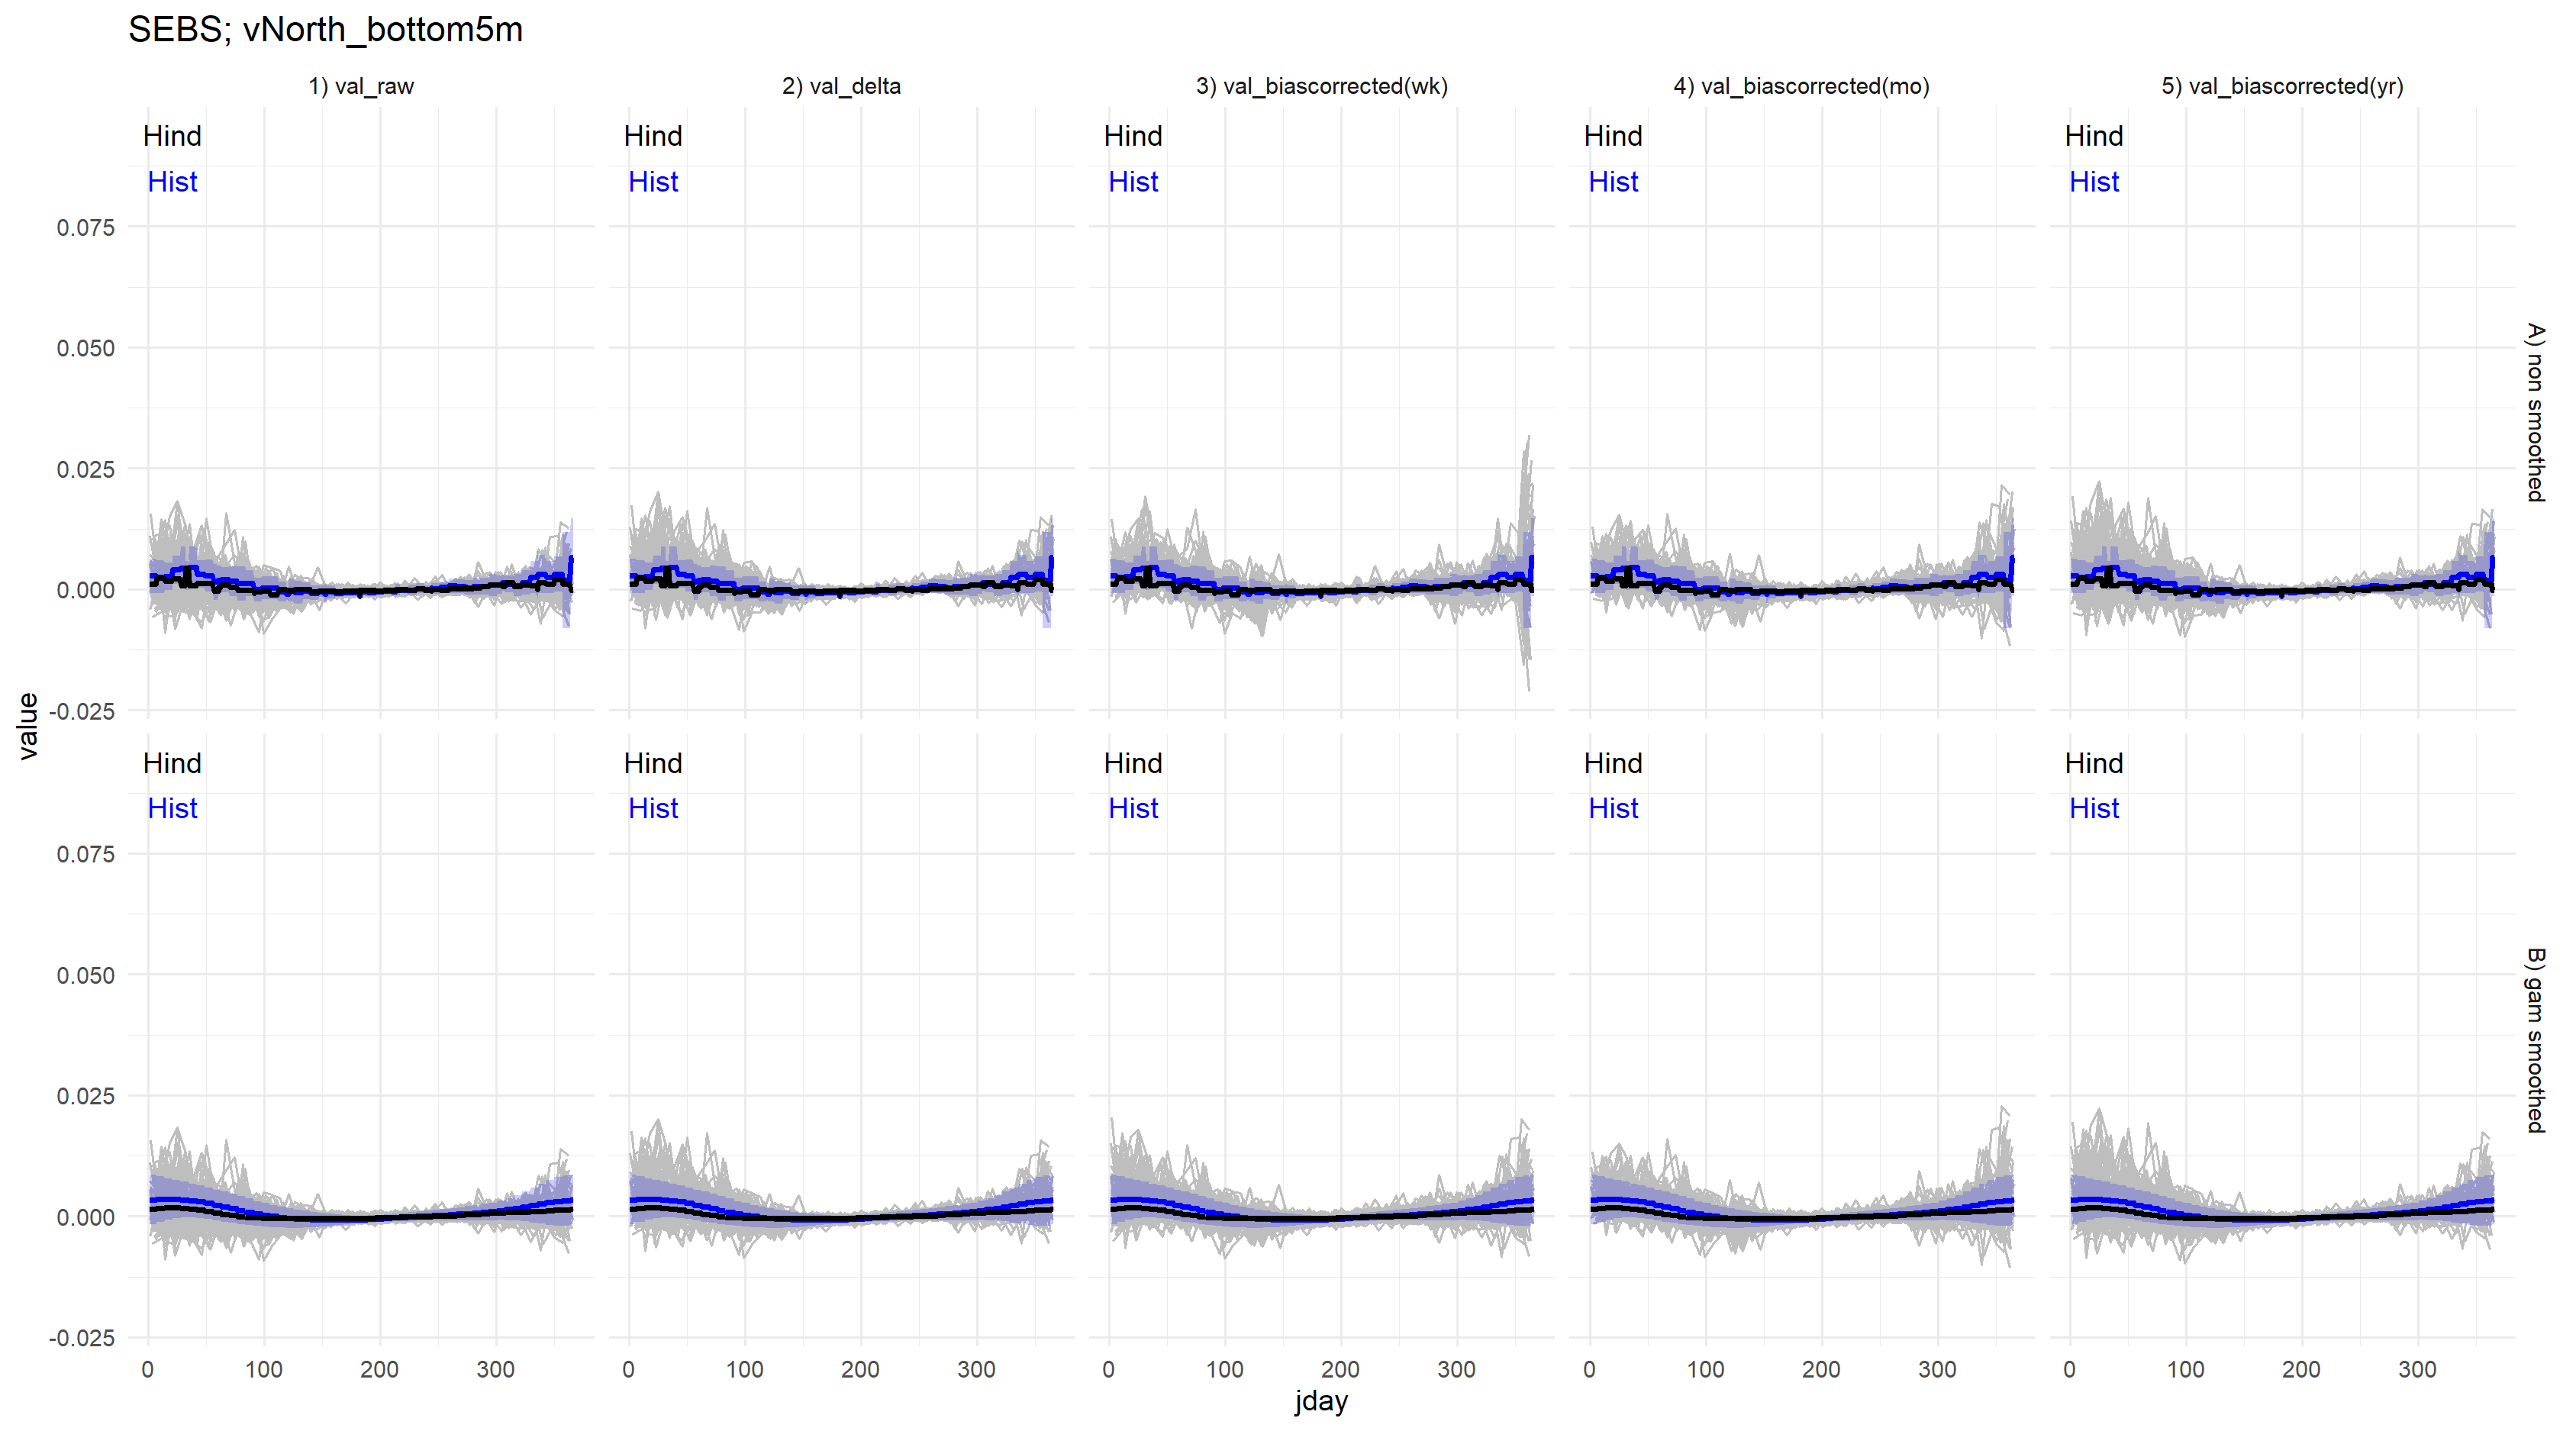 SEBS; vNorth_bottom5m
1) val_raw
2) val_delta
3) val_biascorrected(wk)
4) val_biascorrected(mo)
5) val_biascorrected(yr)
Hind
Hist
Hind
Hist
Hind
Hist
Hind
Hist
Hind
Hist
0.075
0.050
0.025
0.000
-0.025
A) non smoothed
value
Hind
Hist
Hind
Hist
Hind
Hist
Hind
Hist
Hind
Hist
0.075
0.050
0.025
0.000
-0.025
B) gam smoothed
0 100 200 300
0 100 200 300
0 100 200 300
0 100 200 300
0 100 200 300
jday